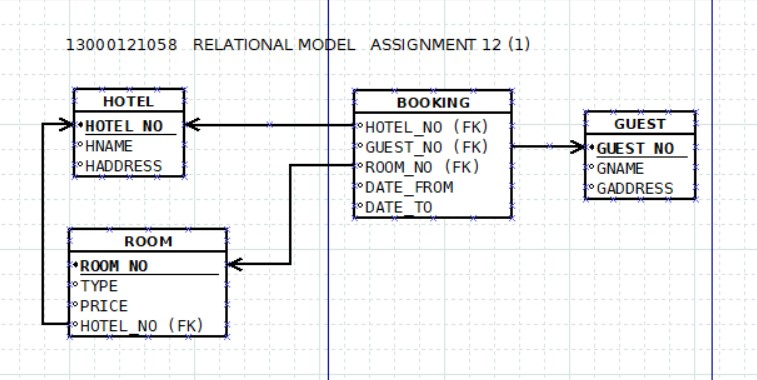 13000121058 RELATIONAL MODEL ASSIGNMENT 12 (1)
HOTEL
HOTEL_NO
HNAME
HADDRESS
BOOKING
HOTEL_NO (FK)
GUEST_NO (FK)
ROOM_NO (FK)
DATE_FROM
DATE_TO
GUEST
GUEST_NO
GNAME
GADDRESS
ROOM
ROOM_NO
TYPE
PRICE
HOTEL_NO (FK)